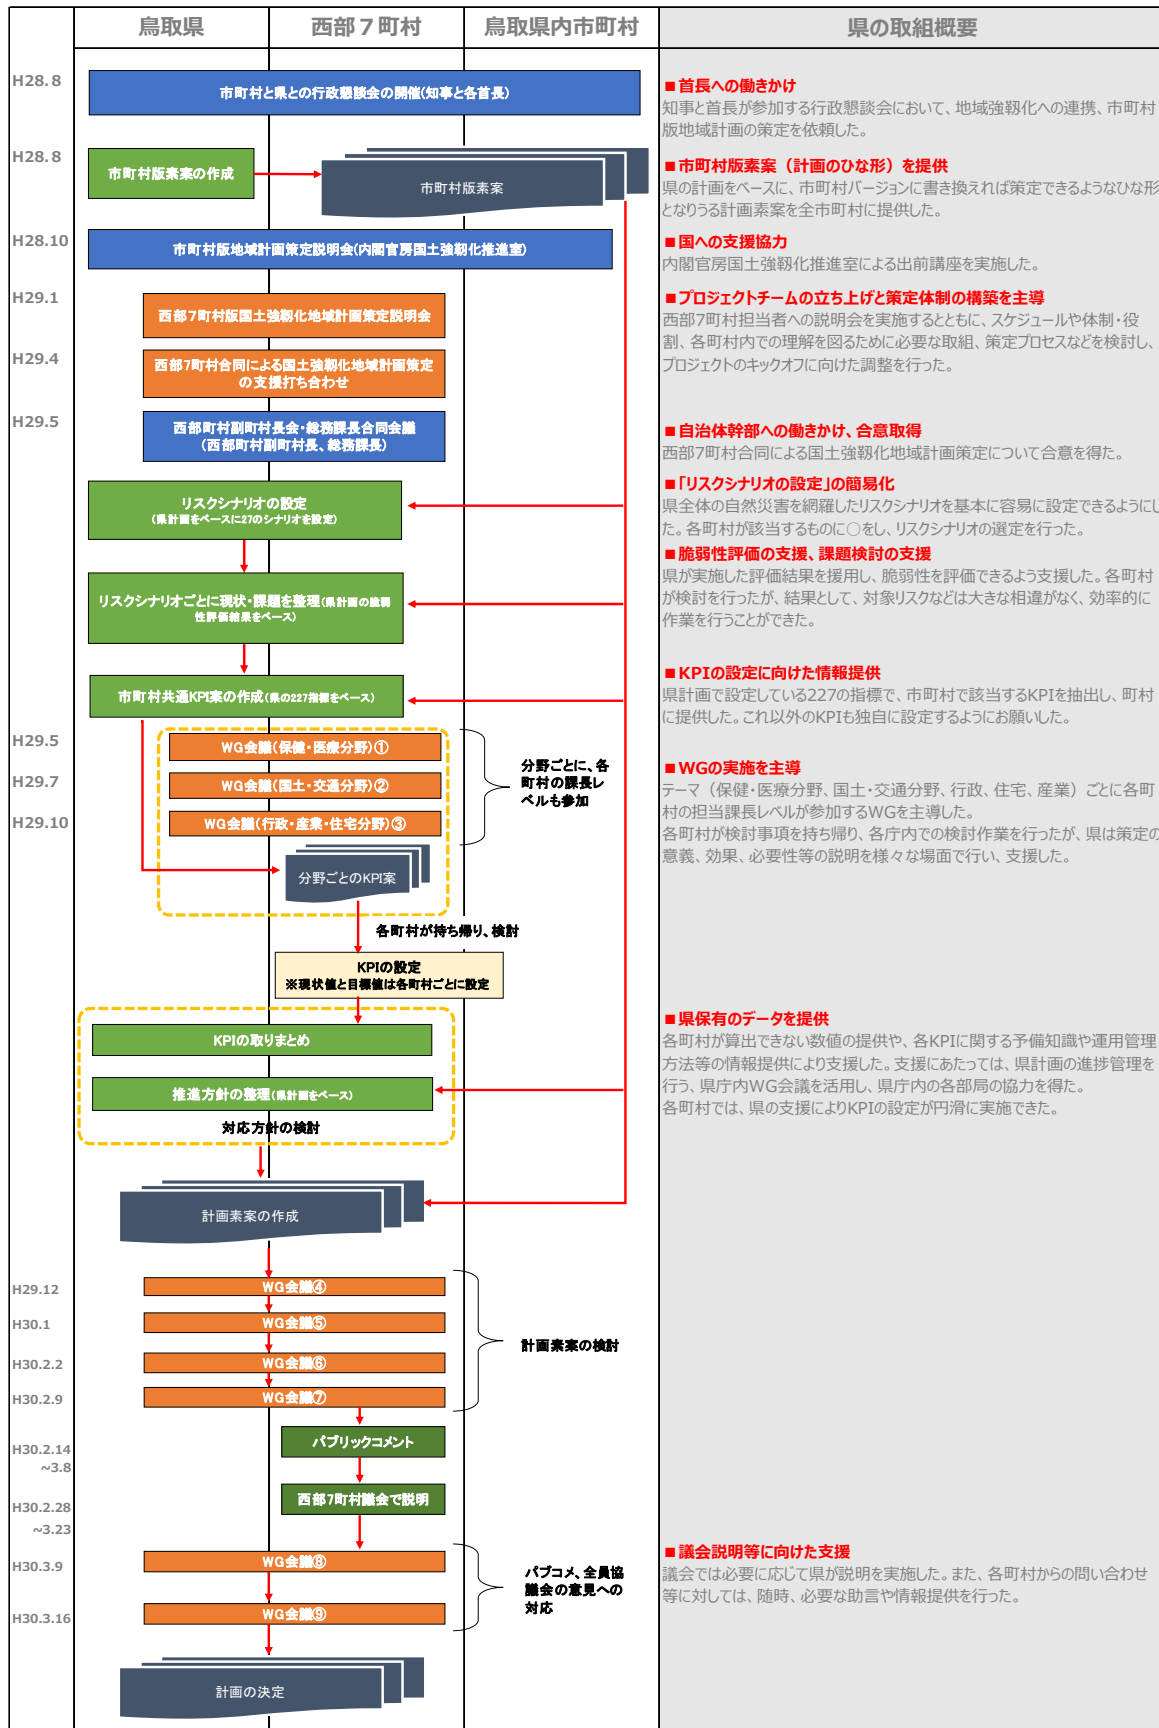 鳥取県
西部７町村
鳥取県内市町村
県の取組概要
H28.8
市町村と県との行政懇談会の開催(知事と各首長)
■首長への働きかけ
知事と首長が参加する行政懇談会において、地域強靱化への連携、市町村
版地域計画の策定を依頼した。
H28.8
市町村版素案の作成
市町村版素案
■市町村版素案（計画のひな形）を提供
県の計画をベースに、市町村バージョンに書き換えれば策定できるようなひな形
となりうる計画素案を全市町村に提供した。
H28.10
市町村版地域計画策定説明会(内閣官房国土強靱化推進室)
■国への支援協力
内閣官房国土強靱化推進室による出前講座を実施した。
H29.1
西部7町村版国土強靱化地域計画策定説明会
■プロジェクトチームの立ち上げと策定体制の構築を主導
西部7町村担当者への説明会を実施するとともに、スケジュールや体制・役
割、各町村内での理解を図るために必要な取組、策定プロセスなどを検討し、
プロジェクトのキックオフに向けた調整を行った。
H29.4
西部7町村合同による国土強靱化地域計画策定
の支援打ち合わせ
H29.5
西部町村副町村長会・総務課長合同会議
(西部町村副町村長、総務課長)
■自治体幹部への働きかけ、合意取得
西部7町村合同による国土強靱化地域計画策定について合意を得た。
リスクシナリオの設定
(県計画をベースに27のシナリオを設定)
■「リスクシナリオの設定」の簡易化
県全体の自然災害を網羅したリスクシナリオを基本に容易に設定できるようにし
た。各町村が該当するものに○をし、リスクシナリオの選定を行った。
リスクシナリオごとに現状・課題を整理(県計画の脆弱
性評価結果をベース)
■脆弱性評価の支援、課題検討の支援
県が実施した評価結果を援用し、脆弱性を評価できるよう支援した。各町村
が検討を行ったが、結果として、対象リスクなどは大きな相違がなく、効率的に
作業を行うことができた。
市町村共通KPI案の作成(県の227指標をベース)
■KPIの設定に向けた情報提供
県計画で設定している227の指標で、市町村で該当するKPIを抽出し、町村
に提供した。これ以外のKPIも独自に設定するようにお願いした。
H29.5
WG会議(保健・医療分野)①
H29.7
WG会議(国土・交通分野)②
H29.10
WG会議(行政・産業・住宅分野)③
分野ごとに、各
町村の課長レ
ベルも参加
■WGの実施を主導
テーマ（保健・医療分野、国土・交通分野、行政、住宅、産業）ごとに各町
村の担当課長レベルが参加するWGを主導した。
各町村が検討事項を持ち帰り、各庁内での検討作業を行ったが、県は策定の
意義、効果、必要性等の説明を様々な場面で行い、支援した。
分野ごとのKPI案
各町村が持ち帰り、検討
KPIの設定
※現状値と目標値は各町村ごとに設定
KPIの取りまとめ
推進方針の整理(県計画をベース)
対応方針の検討
■県保有のデータを提供
各町村が算出できない数値の提供や、各KPIに関する予備知識や運用管理
方法等の情報提供により支援した。支援にあたっては、県計画の進捗管理を
行う、県庁内WG会議を活用し、県庁内の各部局の協力を得た。
各町村では、県の支援によりKPIの設定が円滑に実施できた。
計画素案の作成
H29.12
WG会議④
H30.1
WG会議⑤
H30.2.2
WG会議⑥
H30.2.9
WG会議⑦
計画素案の検討
H30.2.14
~3.8
パブリックコメント
H30.2.28
~3.23
西部7町村議会で説明
H30.3.9
WG会議⑧
H30.3.16
WG会議⑨
パブコメ、全員協
議会の意見への
対応
■議会説明等に向けた支援
議会では必要に応じて県が説明を実施した。また、各町村からの問い合わせ
等に対しては、随時、必要な助言や情報提供を行った。
計画の決定